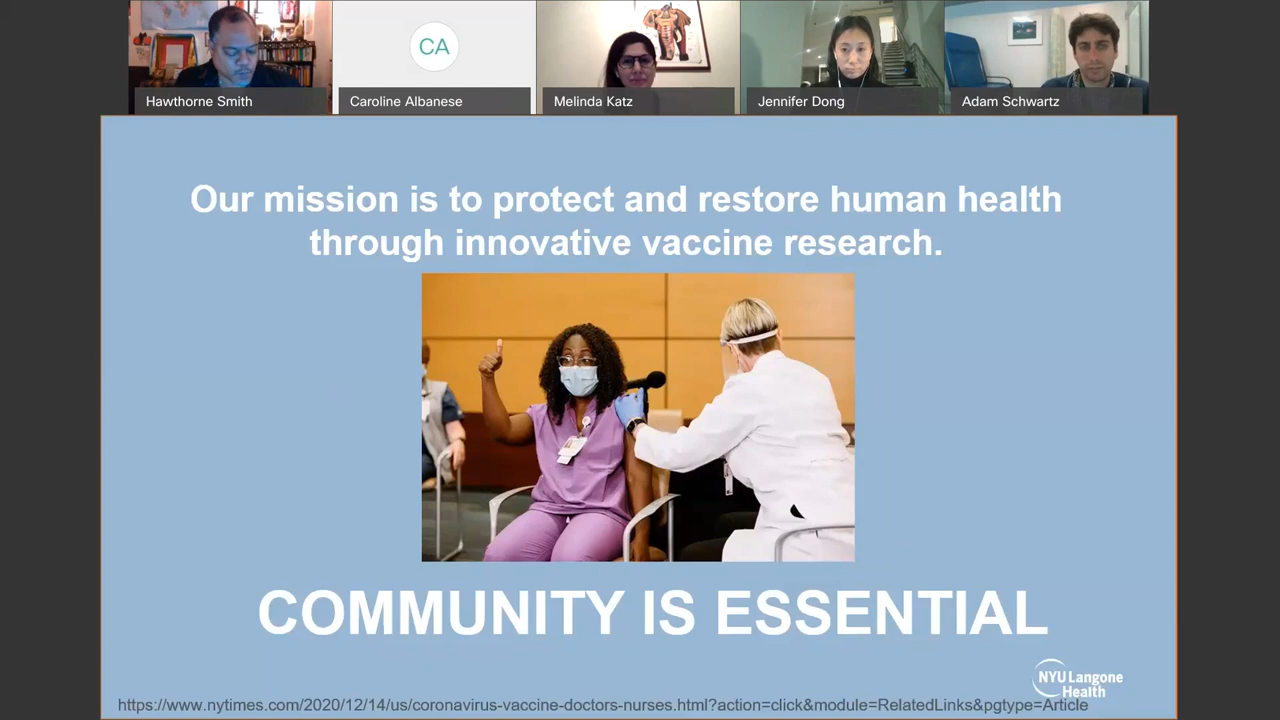 CA
Hawthorne Smith
Caroline Albanese
Melinda Katz
Jennifer Dong
Adam Schwartz
Our mission is to protect and restore human health
through innovative vaccine research.
COMMUNITY IS ESSENTIAL
NYU Langone
Health
https://www.nytimes.com/2020/12/14/us/coronavirus-vaccine-doctors-nurses.html?action=click&module=RelatedLinks&pgtype=Article